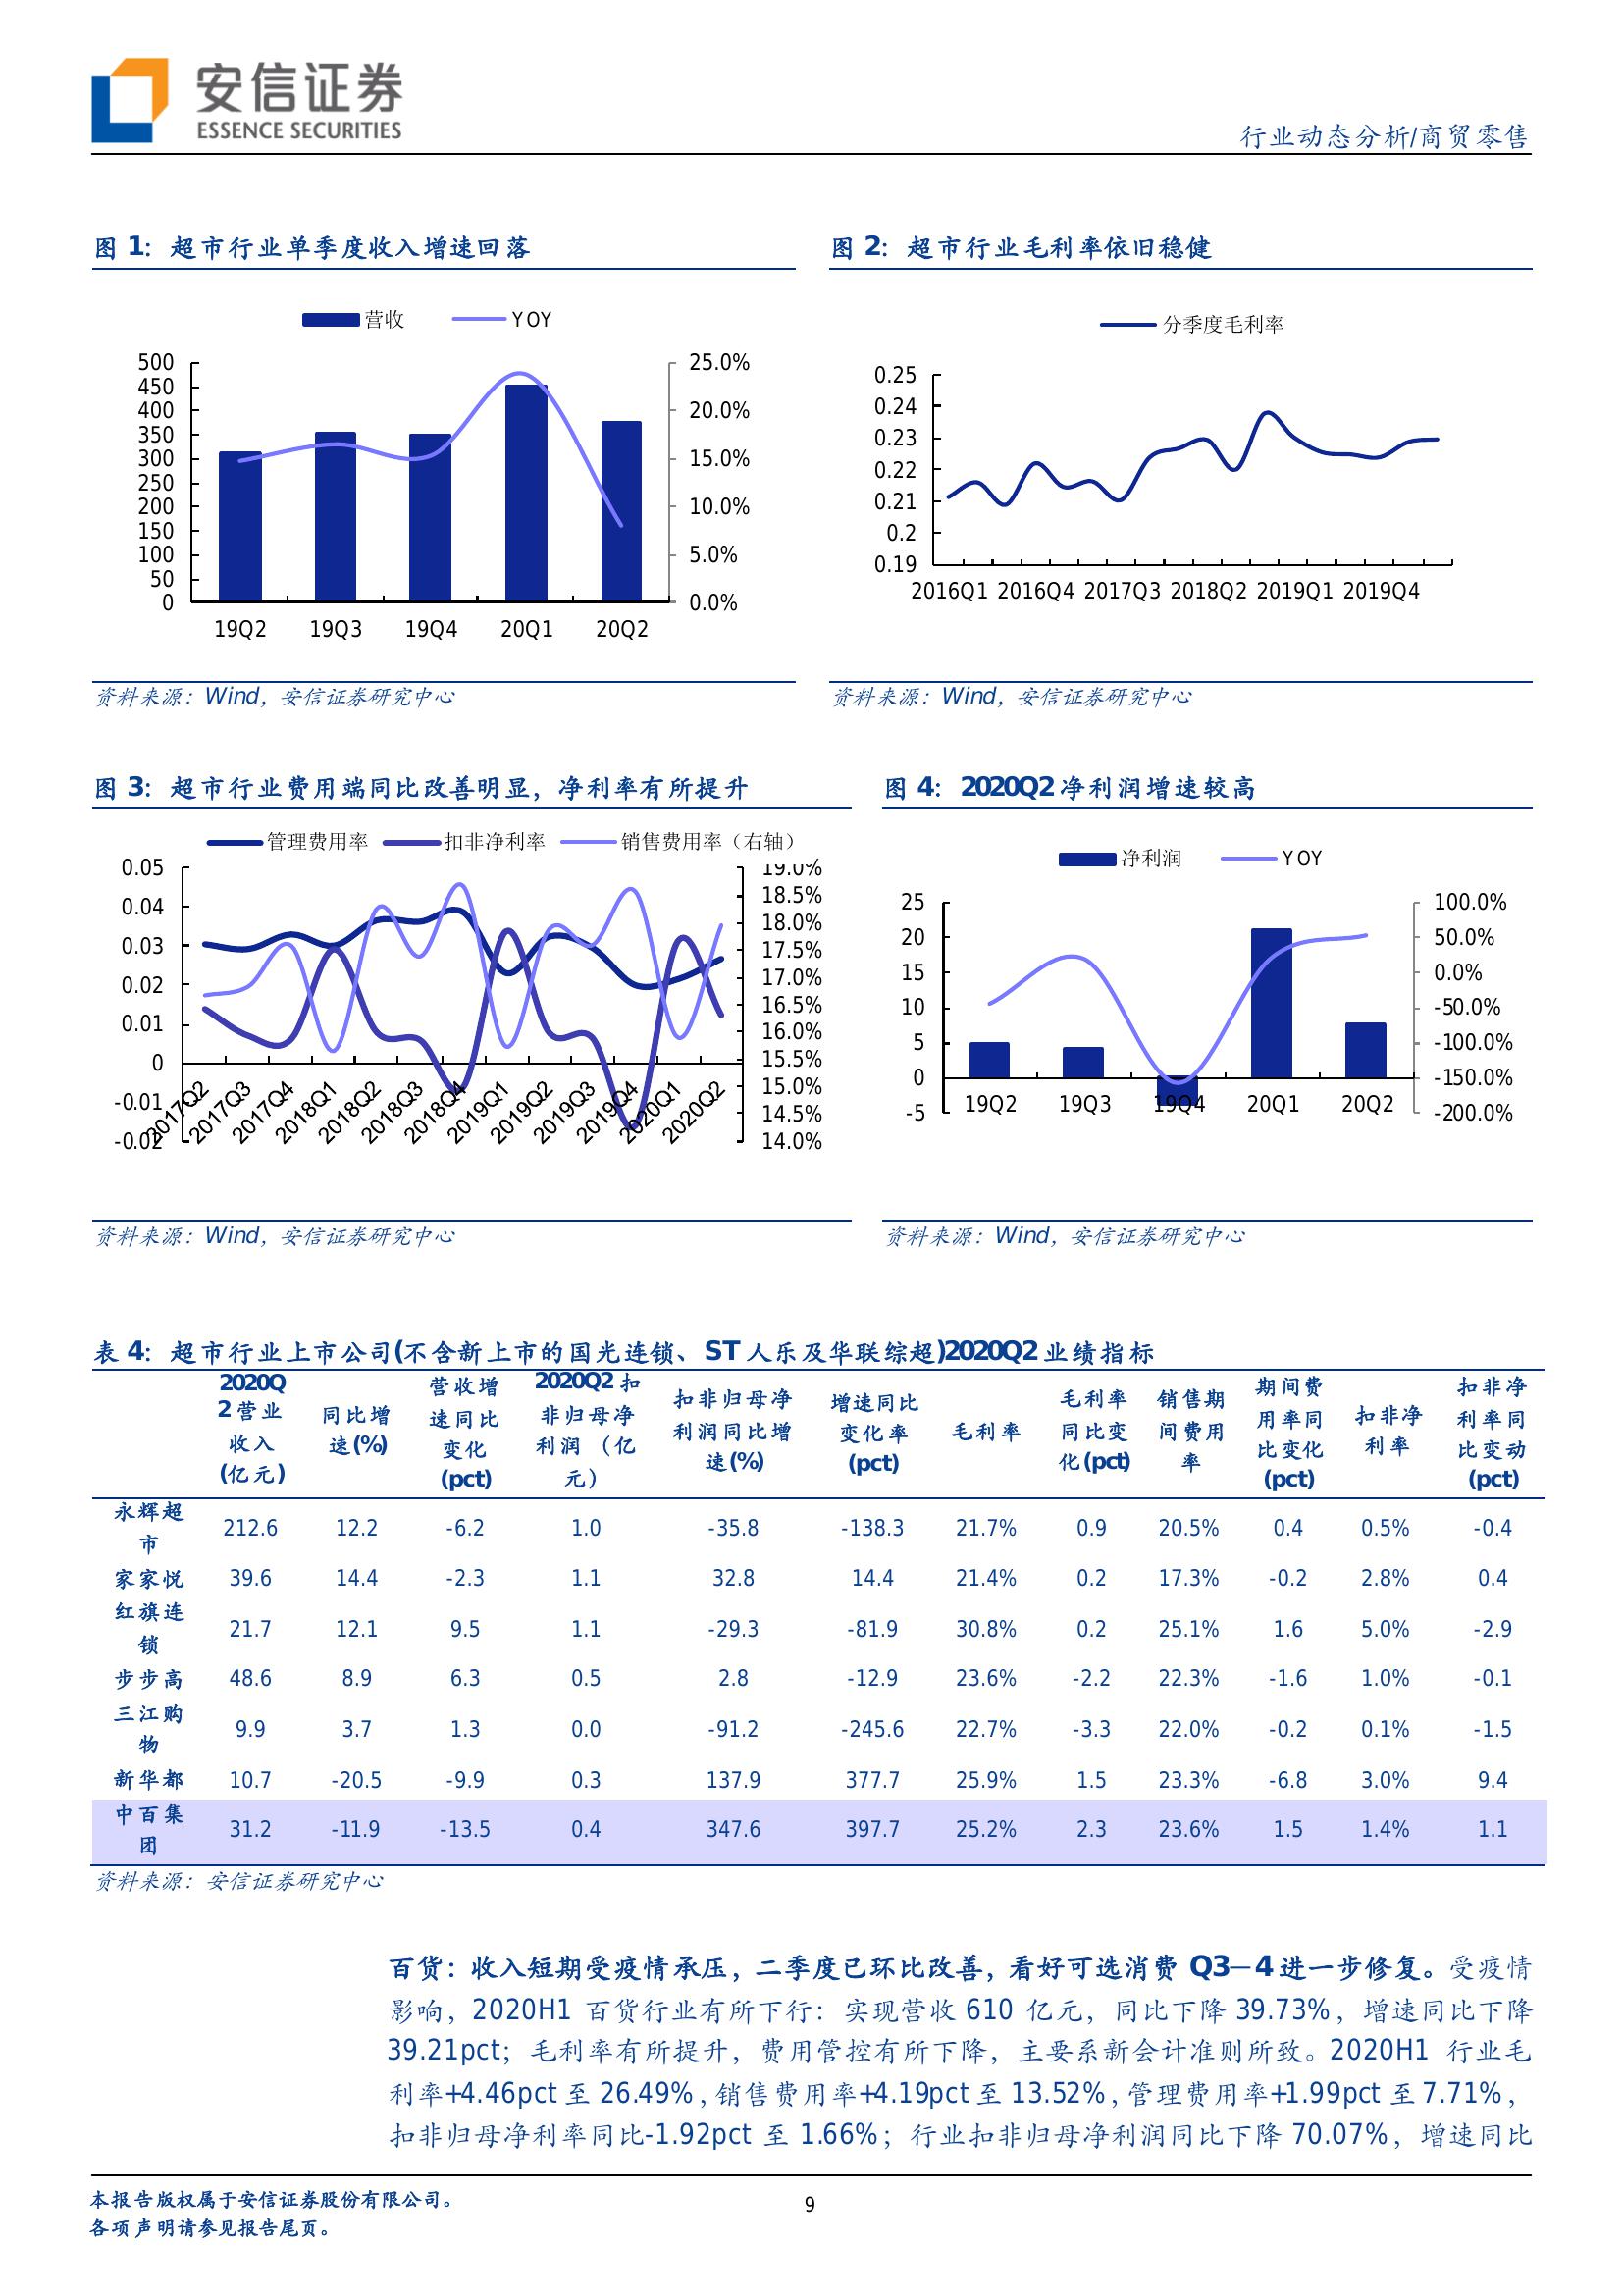 安信证券
ESSENCE SECURITIES
行业动态分析/商贸零售
图 1：超市行业单季度收入增速回落
营收 YOY
500
450
400
350
300
250
200
150
100
50
0
25.0%
20.0%
15.0%
10.0%
5.0%
0.0%
19Q2 19Q3 19Q4 20Q1 20Q2
资料来源：Wind，安信证券研究中心
图 2：超市行业毛利率依旧稳健
分季度毛利率
0.25
0.24
0.23
0.22
0.21
0.2
0.19
2016Q1 2016Q4 2017Q3 2018Q2 2019Q1 2019Q4
资料来源：Wind，安信证券研究中心
图 3：超市行业费用端同比改善明显，净利率有所提升
管理费用率 扣非净利率 销售费用率（右轴）
0.05
0.04
0.03
0.02
0.01
0
-0.01
-0.02
19.0%
18.5%
18.0%
17.5%
17.0%
16.5%
16.0%
15.5%
15.0%
14.5%
14.0%
2017Q2 2017Q3 2017Q4 2018Q1 2018Q2 2018Q3 2018Q4 2019Q1 2019Q2 2019Q3 2019Q4 2020Q1 2020Q2
资料来源：Wind，安信证券研究中心
图 4：2020Q2 净利润增速较高
净利润 YOY
25
20
15
10
5
0
-5
100.0%
50.0%
0.0%
-50.0%
-100.0%
-150.0%
-200.0%
19Q2 19Q3 19Q4 20Q1 20Q2
资料来源：Wind，安信证券研究中心
表 4：超市行业上市公司(不含新上市的国光连锁、ST 人乐及华联综超)2020Q2 业绩指标
2020Q2 营业收入(亿元) 同比增速(%) 营收增速同比变化(pct) 2020Q2 扣非归母净利润（亿元） 扣非归母净利润同比增速(%) 增速同比变化率(pct) 毛利率 毛利率同比变化(pct) 销售期间费用率 期间费用率同比变化(pct) 扣非净利率 扣非净利率同比变动(pct)
永辉超市 212.6 12.2 -6.2 1.0 -35.8 -138.3 21.7% 0.9 20.5% 0.4 0.5% -0.4
家家悦 39.6 14.4 -2.3 1.1 32.8 14.4 21.4% 0.2 17.3% -0.2 2.8% 0.4
红旗连锁 21.7 12.1 9.5 1.1 -29.3 -81.9 30.8% 0.2 25.1% 1.6 5.0% -2.9
步步高 48.6 8.9 6.3 0.5 2.8 -12.9 23.6% -2.2 22.3% -1.6 1.0% -0.1
三江购物 9.9 3.7 1.3 0.0 -91.2 -245.6 22.7% -3.3 22.0% -0.2 0.1% -1.5
新华都 10.7 -20.5 -9.9 0.3 137.9 377.7 25.9% 1.5 23.3% -6.8 3.0% 9.4
中百集团 31.2 -11.9 -13.5 0.4 347.6 397.7 25.2% 2.3 23.6% 1.5 1.4% 1.1
资料来源：安信证券研究中心
百货：收入短期受疫情承压，二季度已环比改善，看好可选消费 Q3—4 进一步修复。受疫情
影响，2020H1 百货行业有所下行：实现营收 610 亿元，同比下降 39.73%，增速同比下降
39.21pct；毛利率有所提升，费用管控有所下降，主要系新会计准则所致。2020H1 行业毛
利率+4.46pct 至 26.49%，销售费用率+4.19pct 至 13.52%，管理费用率+1.99pct 至 7.71%，
扣非归母净利率同比-1.92pct 至 1.66%；行业扣非归母净利润同比下降 70.07%，增速同比
本报告版权属于安信证券股份有限公司。
各项声明请参见报告尾页。
9